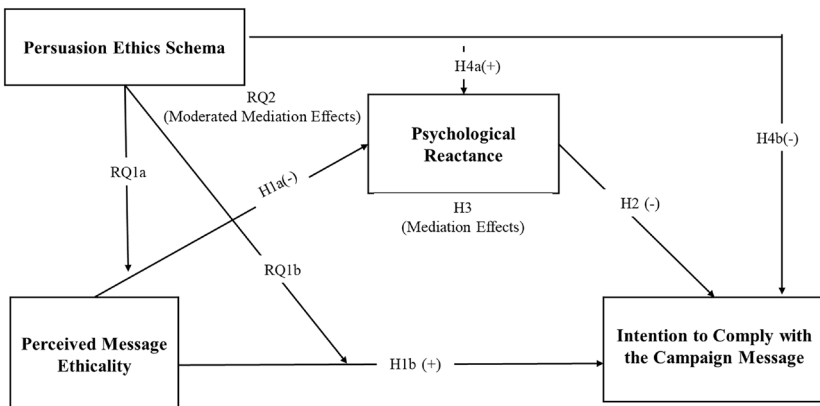 Persuasion Ethics Schema
H4a(+)
RQ2
(Moderated Mediation Effects)
Psychological
Reactance
H4b(-)
RQ1a
H1a(-)
H3
(Mediation Effects)
H2 (-)
RQ1b
Perceived Message
Ethicality
Intention to Comply with
the Campaign Message
H1b (+)